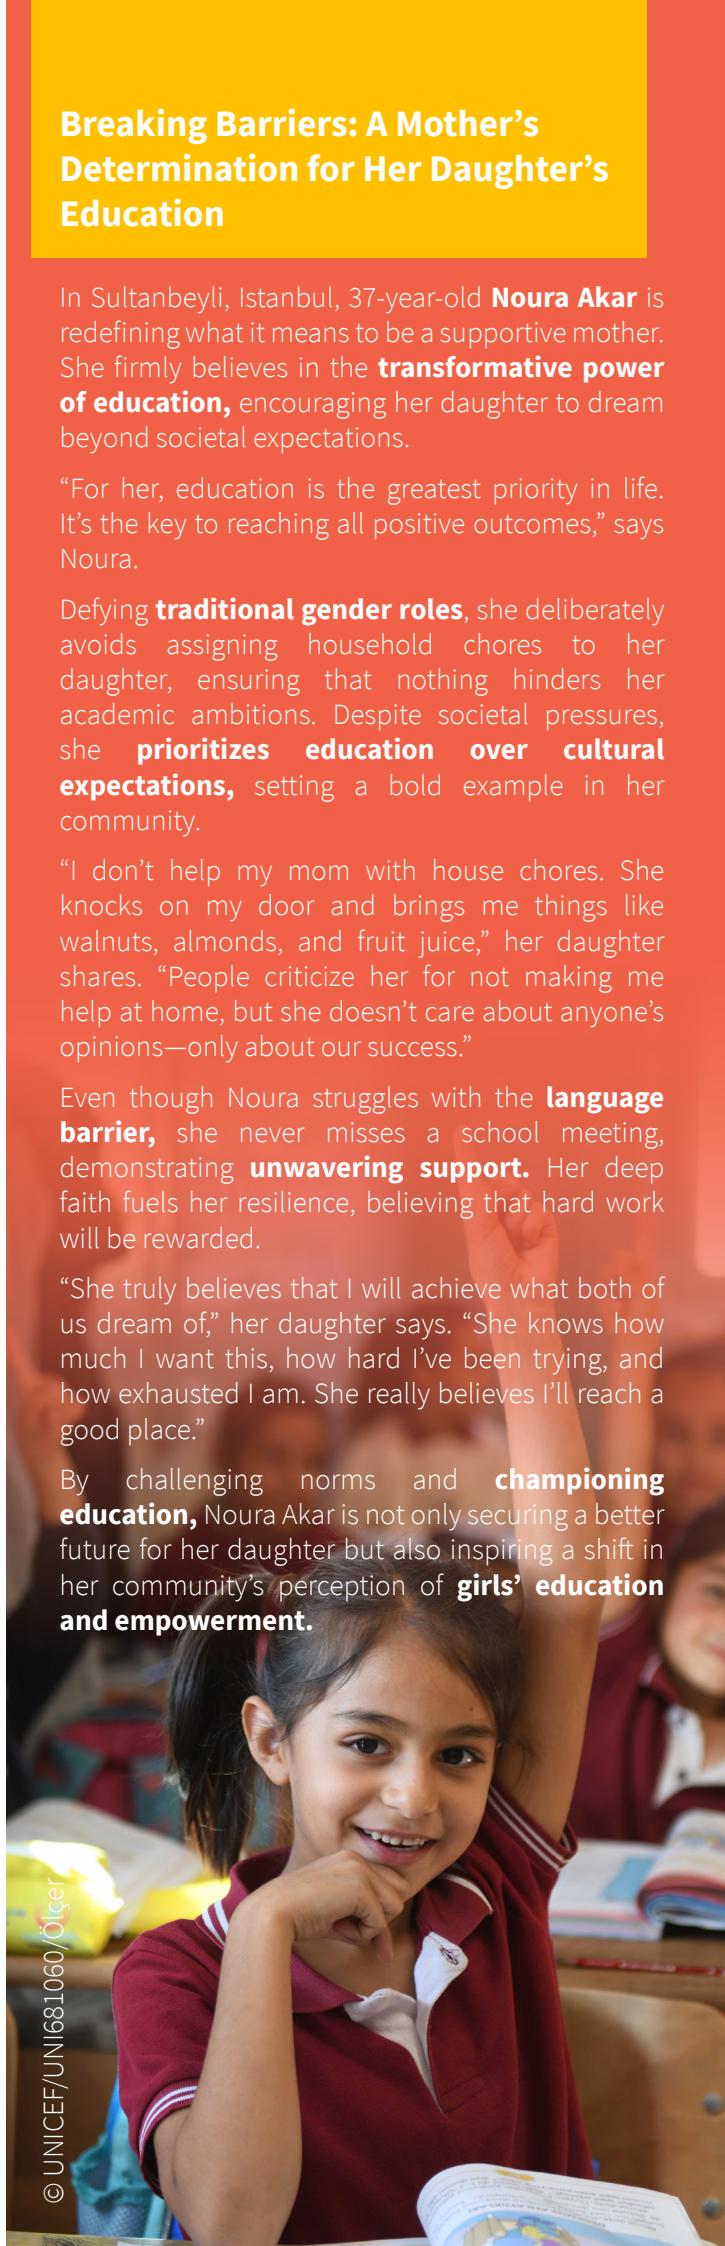 Breaking Barriers: A Mother’s
Determination for Her Daughter’s
Education
In Sultanbeyli, Istanbul, 37-year-old Noura Akar is
redefining what it means to be a supportive mother.
She firmly believes in the transformative power
of education, encouraging her daughter to dream
beyond societal expectations.
“For her, education is the greatest priority in life.
It’s the key to reaching all positive outcomes,” says
Noura.
Defying traditional gender roles, she deliberately
avoids assigning household chores to her
daughter, ensuring that nothing hinders her
academic ambitions. Despite societal pressures,
she prioritizes education over cultural
expectations, setting a bold example in her
community.
“I don’t help my mom with house chores. She
knocks on my door and brings me things like
walnuts, almonds, and fruit juice,” her daughter
shares. “People criticize her for not making me
help at home, but she doesn’t care about anyone’s
opinions—only about our success.”
Even though Noura struggles with the language
barrier, she never misses a school meeting,
demonstrating unwavering support. Her deep
faith fuels her resilience, believing that hard work
will be rewarded.
“She truly believes that I will achieve what both of
us dream of,” her daughter says. “She knows how
much I want this, how hard I’ve been trying, and
how exhausted I am. She really believes I’ll reach a
good place.”
By challenging norms and championing
education, Noura Akar is not only securing a better
future for her daughter but also inspiring a shift in
her community’s perception of girls’ education
and empowerment.
© UNICEF/UNI681060/Ölçer